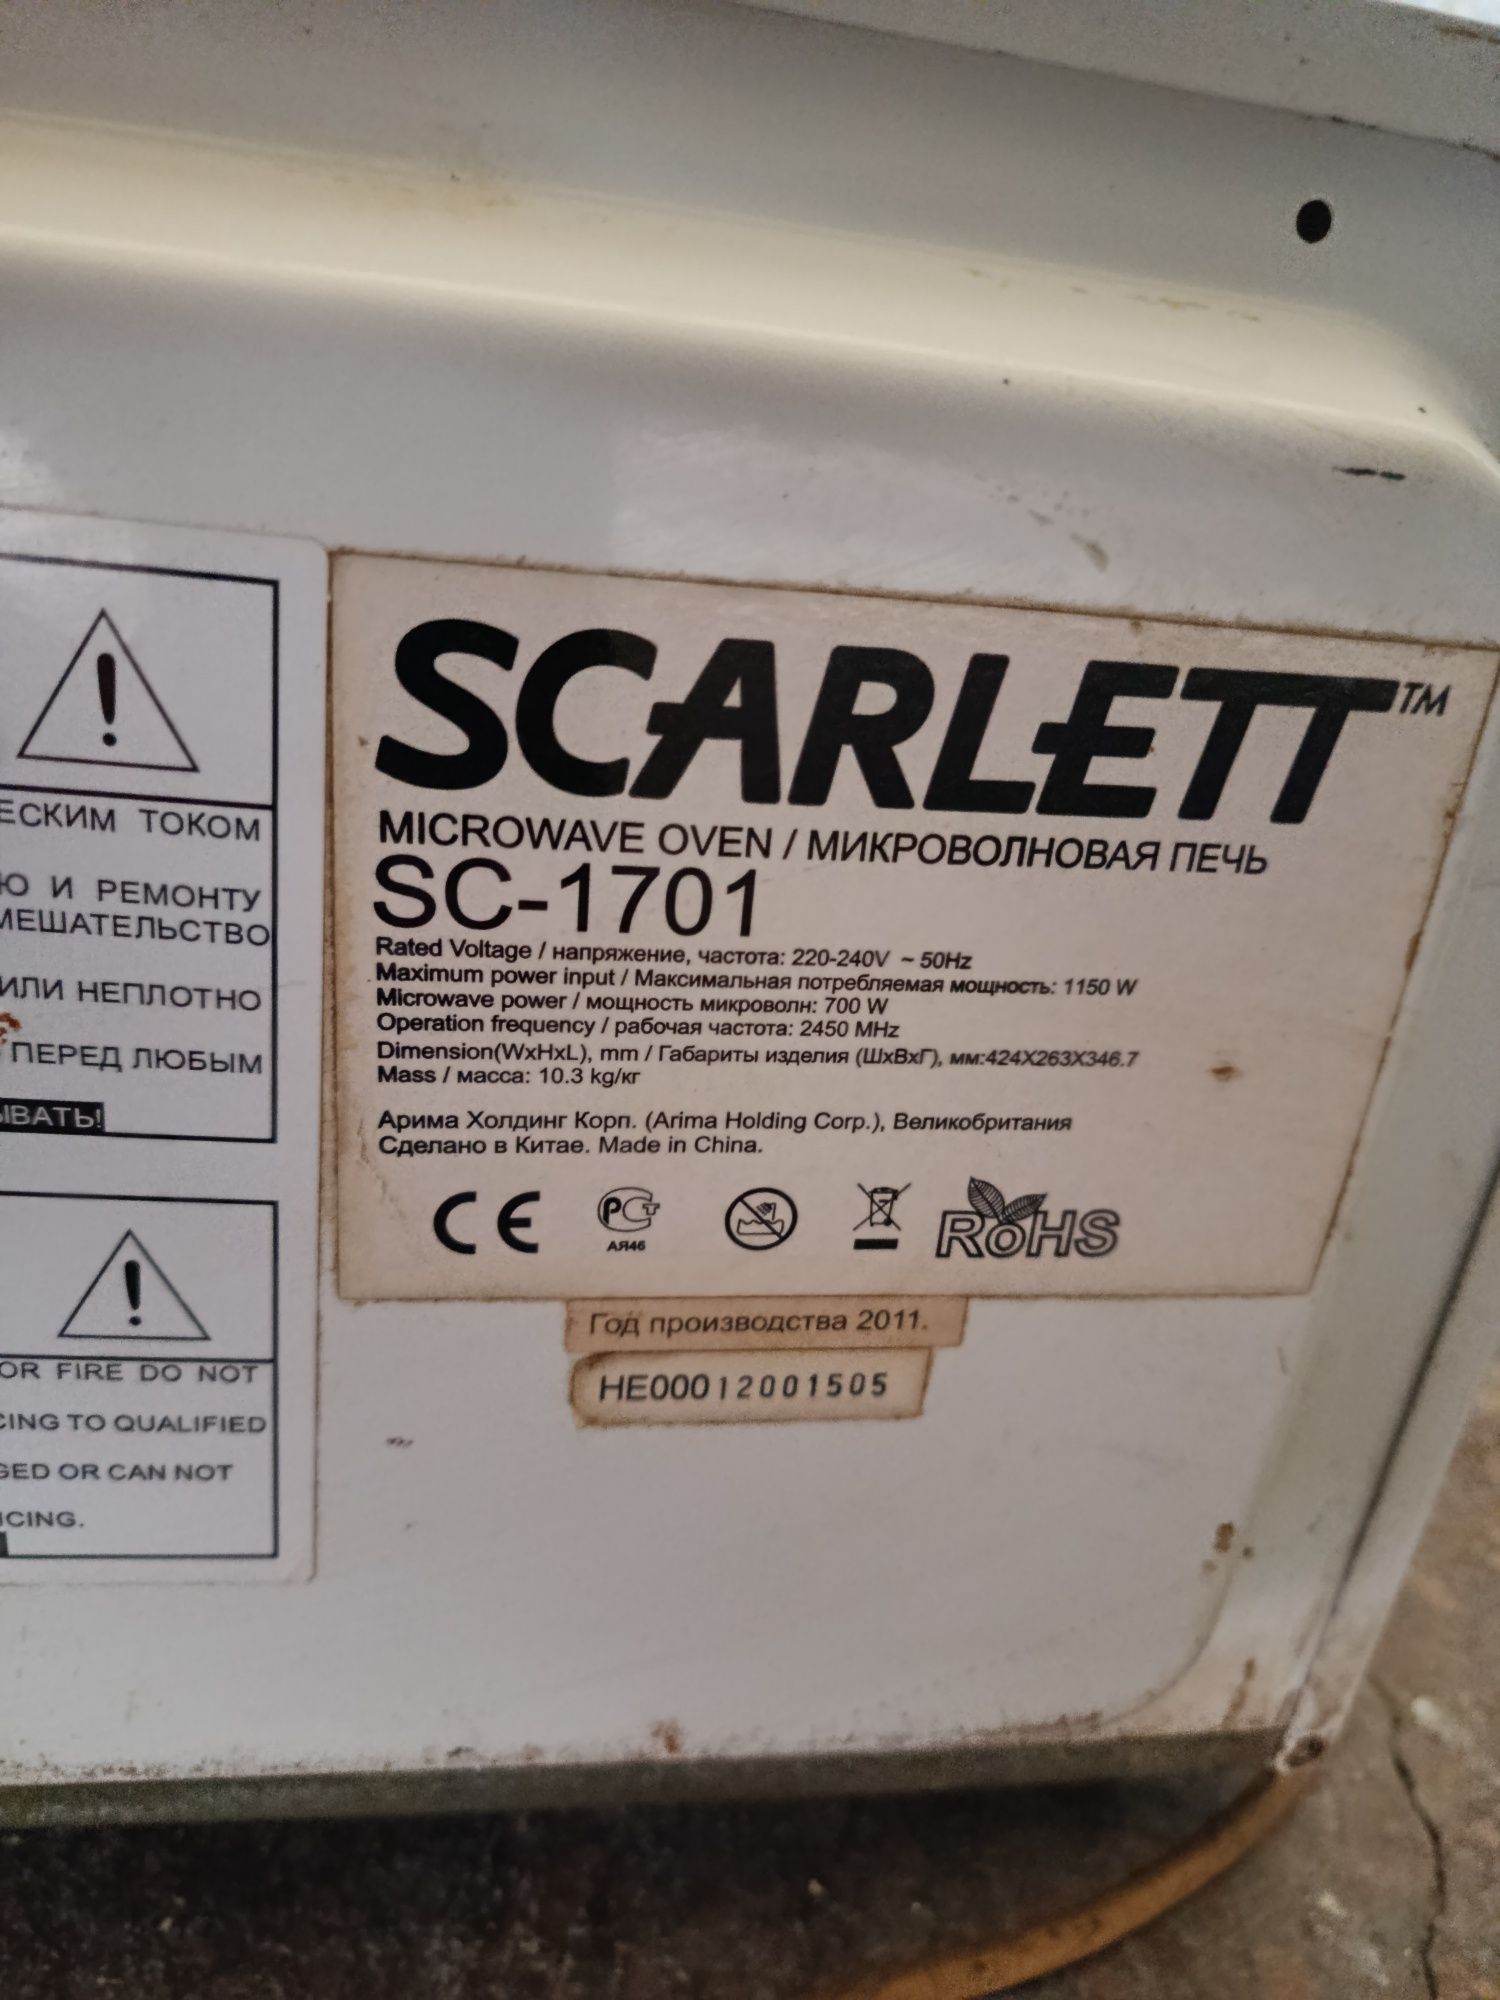 ЕСКИМ ТОКОМ
Ю И РЕМОНТУ
МЕШАТЕЛЬСТВО
ИЛИ НЕПЛОТНО
ПЕРЕД ЛЮБЫМ
ЫВАТЬ!
OR FIRE DO NOT
CING TO QUALIFIED
GED OR CAN NOT
ICING.
SCARLETT™
MICROWAVE OVEN / МИКРОВОЛНОВАЯ ПЕЧЬ
SC-1701
Rated Voltage / напряжение, частота: 220-240V ~ 50Hz
Maximum power input / Максимальная потребляемая мощность: 1150 W
Microwave power / мощность микроволн: 700 W
Operation frequency / рабочая частота: 2450 MHz
Dimension(WxHxL), mm / Габариты изделия (ШхВхГ), мм:424X263X346.7
Mass / масса: 10.3 kg/кг
Арима Холдинг Корп. (Arima Holding Corp.), Великобритания
Сделано в Китае. Made in China.
CE
РСТ
АЯ46
RoHS
Год производства 2011.
HE00012001505